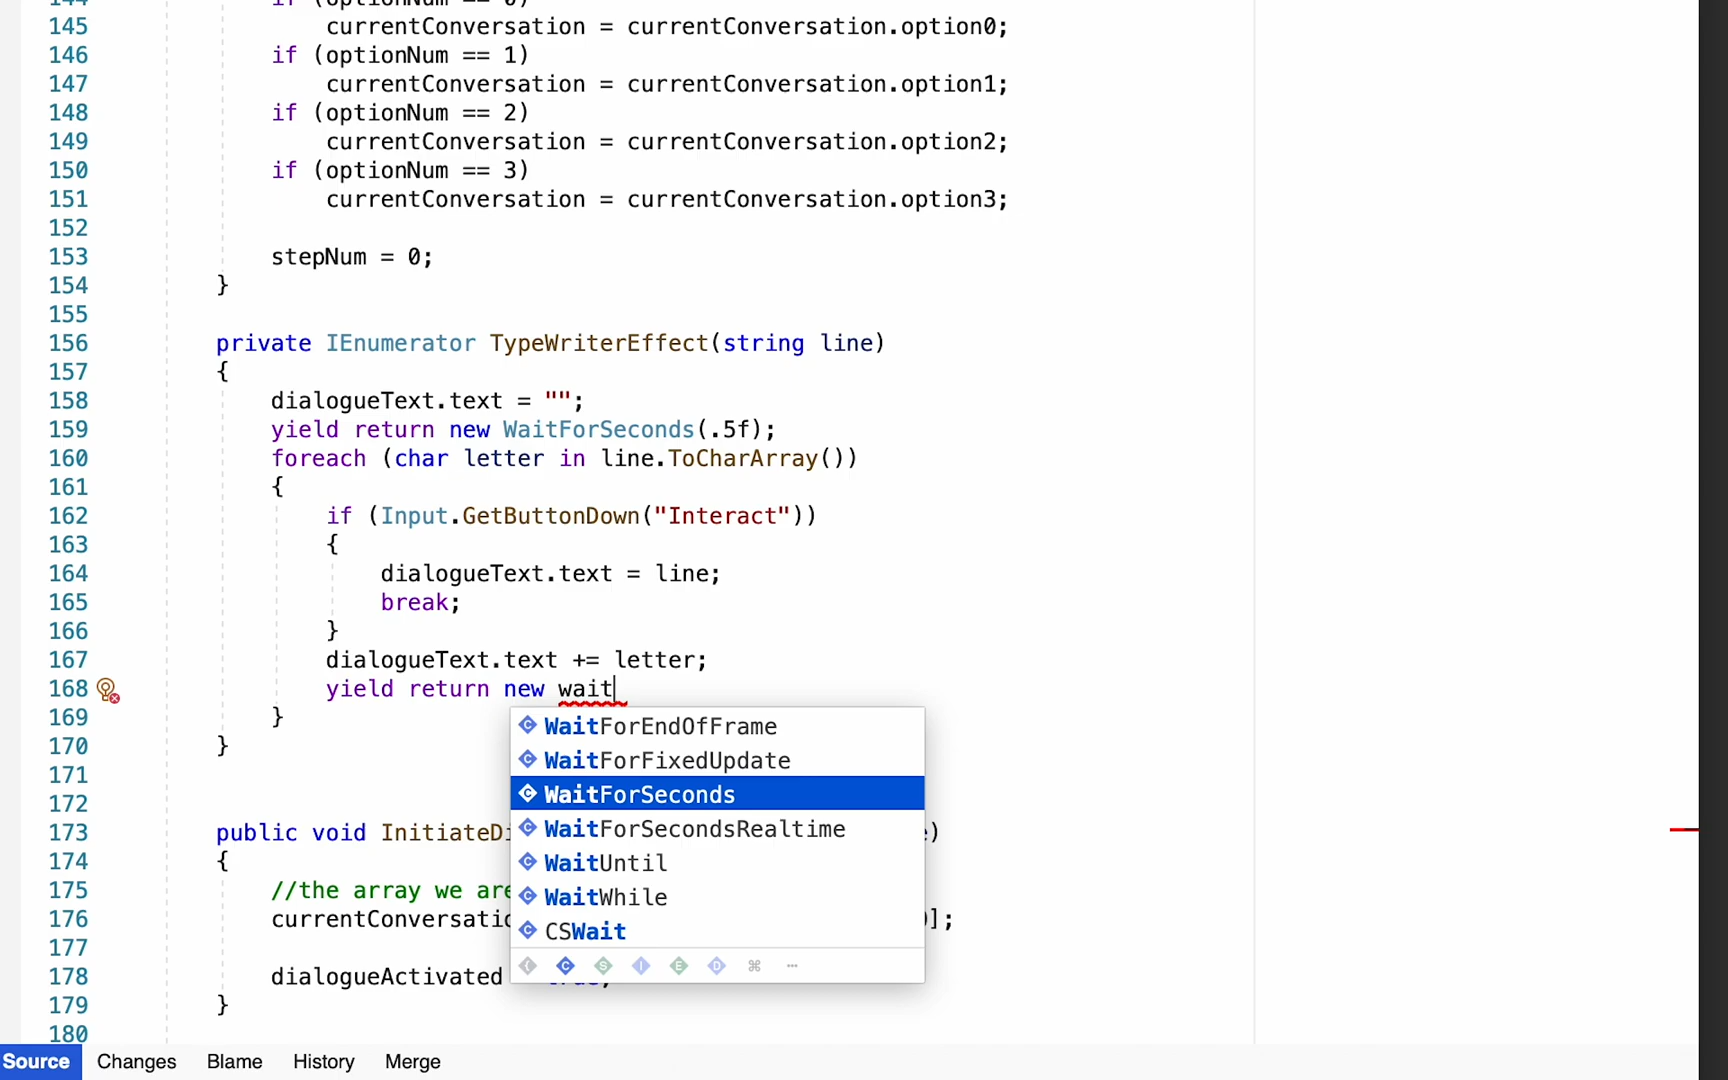 144 if (optionNum == 0)
145 currentConversation = currentConversation.option0;
146 if (optionNum == 1)
147 currentConversation = currentConversation.option1;
148 if (optionNum == 2)
149 currentConversation = currentConversation.option2;
150 if (optionNum == 3)
151 currentConversation = currentConversation.option3;
152
153 stepNum = 0;
154 }
155
156 private IEnumerator TypeWriterEffect(string line)
157 {
158 dialogueText.text = "";
159 yield return new WaitForSeconds(.5f);
160 foreach (char letter in line.ToCharArray())
161 {
162 if (Input.GetButtonDown("Interact"))
163 {
164 dialogueText.text = line;
165 break;
166 }
167 dialogueText.text += letter;
168 yield return new wait
169 }
WaitForEndOfFrame
170 }
WaitForFixedUpdate
171
WaitForSeconds
172
WaitForSecondsRealtime
173 public void InitiateDi )
174 {
WaitUntil
175 //the array we are
WaitWhile
176 currentConversatio ];
CSWait
177
178 dialogueActivated
179 }
180
Source Changes Blame History Merge